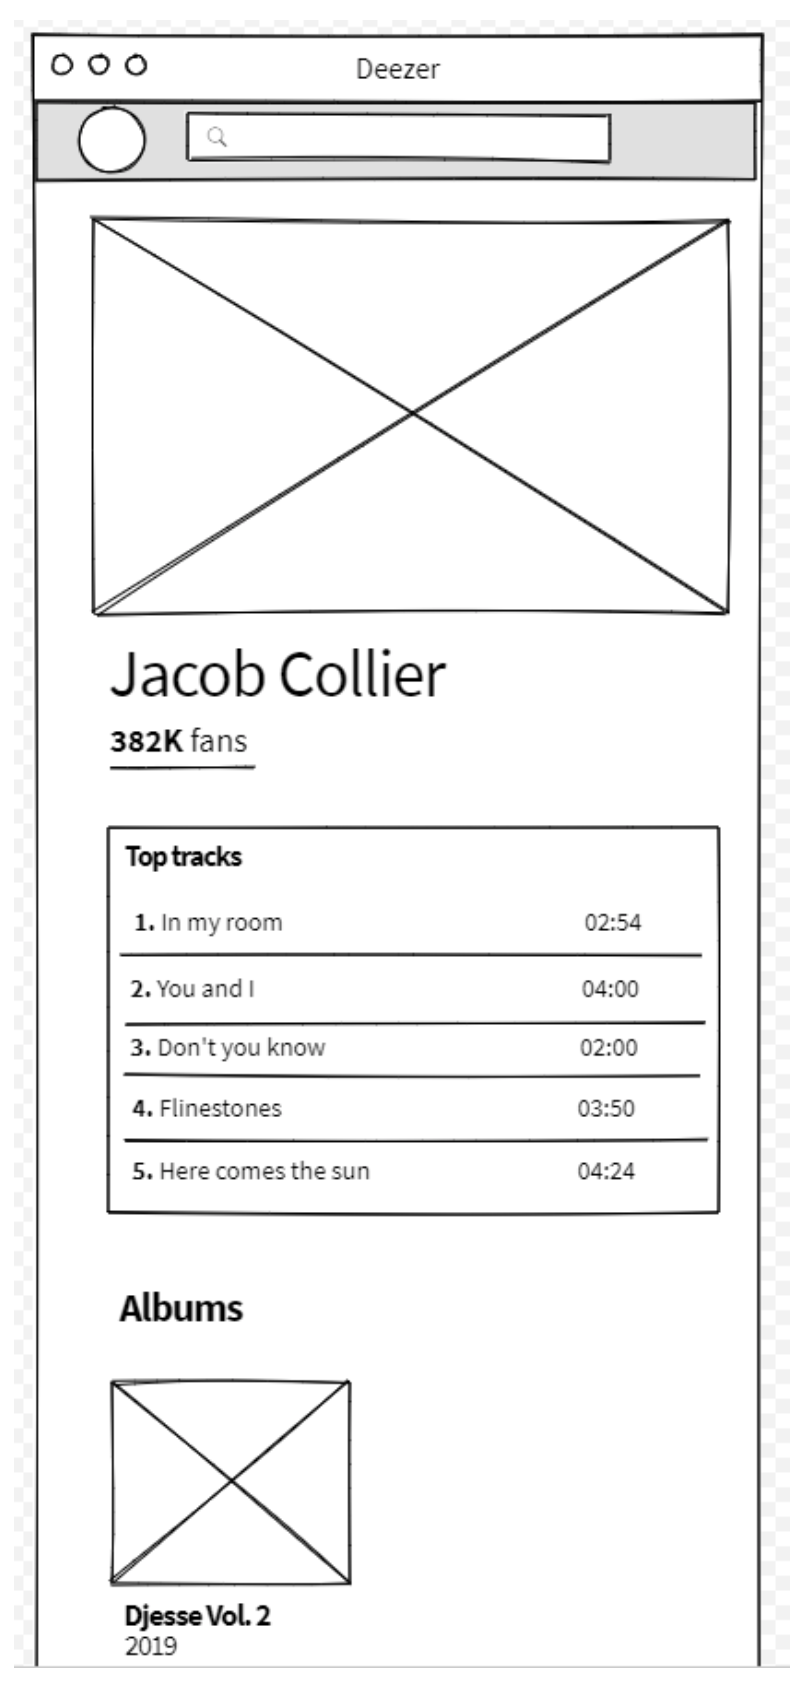 Deezer
Jacob Collier
382K fans
Top tracks
1. In my room 02:54
2. You and I 04:00
3. Don't you know 02:00
4. Flinestones 03:50
5. Here comes the sun 04:24
Albums
Djesse Vol. 2
2019